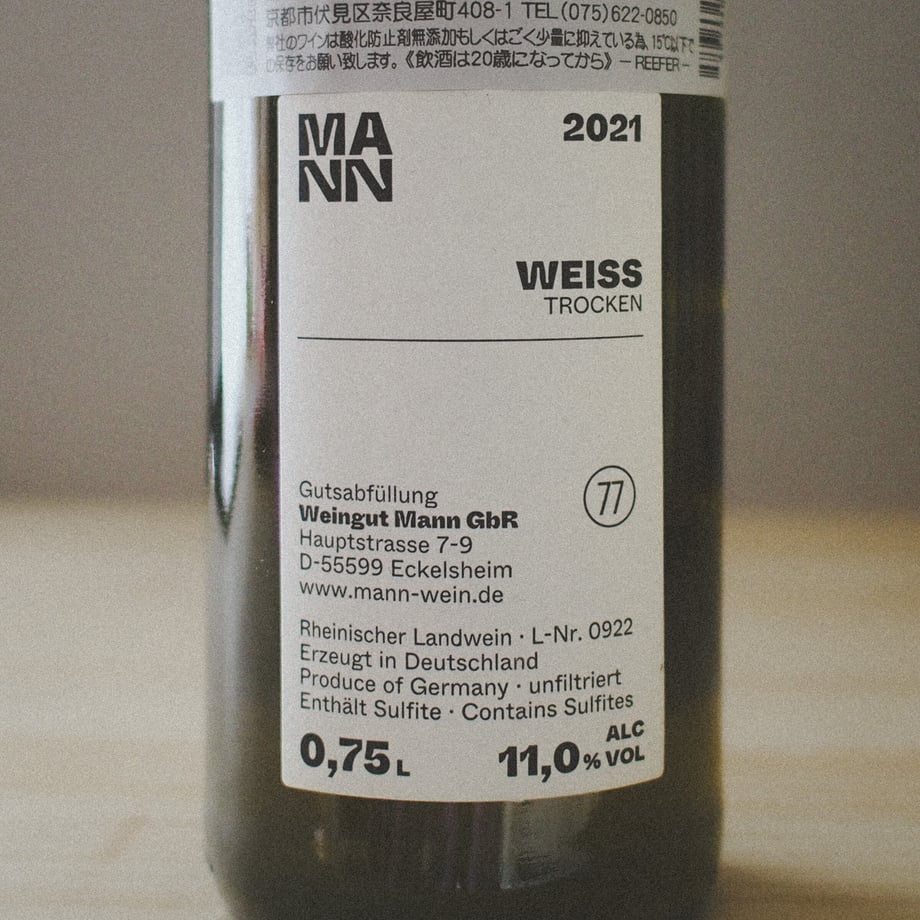 京都市伏見区奈良屋町408-1 TEL(075)622-0850
弊社のワインは酸化防止剤無添加もしくはごく少量に抑えている為、15℃以下で
の保存をお願い致します。《飲酒は20歳になってから》 － REEFER －
MA
NN
2021
WEISS
TROCKEN
Gutsabfüllung
Weingut Mann GbR
Hauptstrasse 7-9
D-55599 Eckelsheim
www.mann-wein.de
77
Rheinischer Landwein · L-Nr. 0922
Erzeugt in Deutschland
Produce of Germany · unfiltriert
Enthält Sulfite · Contains Sulfites
0,75 L
11,0 % VOL
ALC